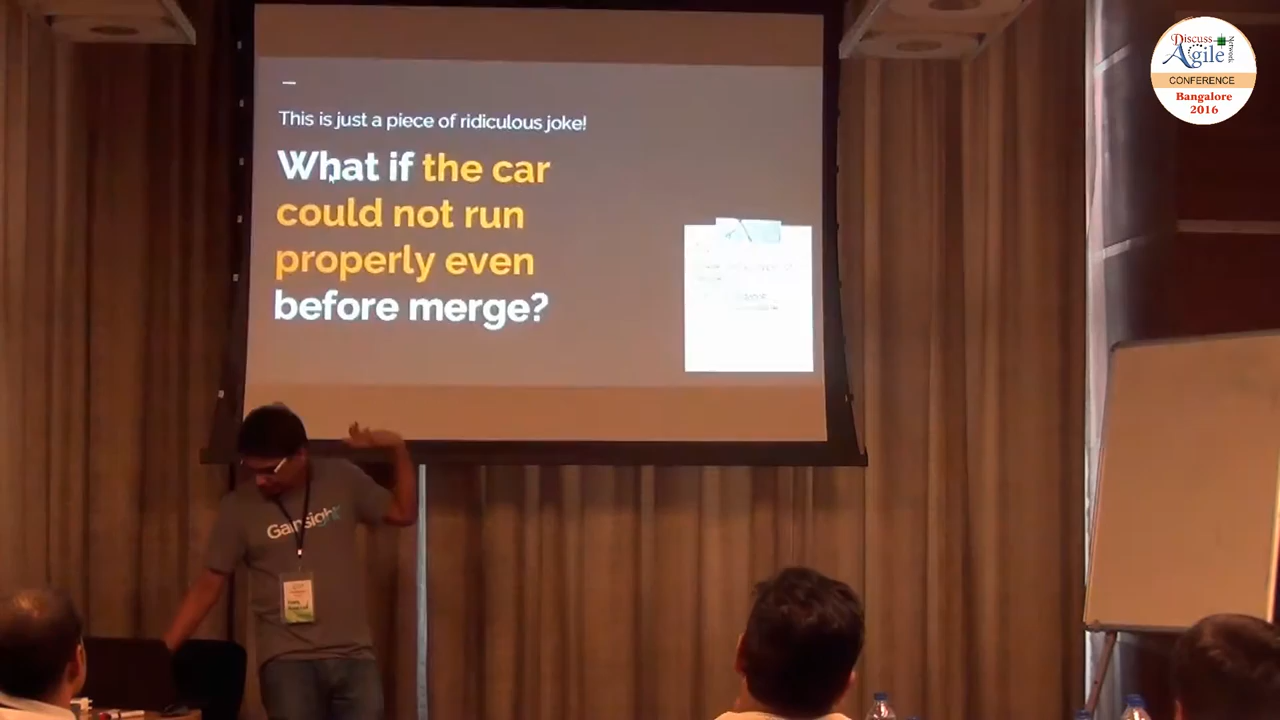 This is just a piece of ridiculous joke!
What if the car
could not run
properly even
before merge?
Discuss
Agile
Network
CONFERENCE
Bangalore
2016
Gainsight